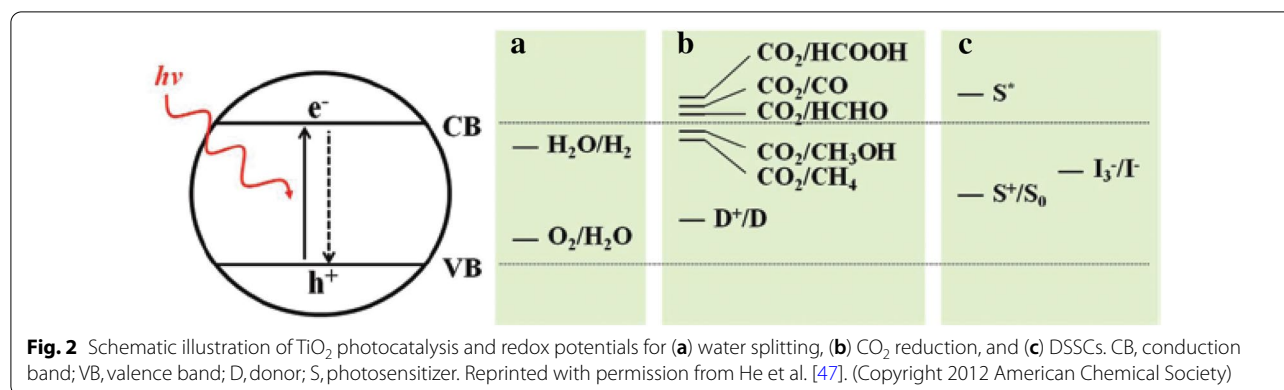 hν
e⁻
CB
h⁺
VB
a
H₂O/H₂
O₂/H₂O
b
CO₂/HCOOH
CO₂/CO
CO₂/HCHO
CO₂/CH₃OH
CO₂/CH₄
D⁺/D
c
S*
I₃⁻/I⁻
S⁺/S₀
Fig. 2 Schematic illustration of TiO₂ photocatalysis and redox potentials for (a) water splitting, (b) CO₂ reduction, and (c) DSSCs. CB, conduction
band; VB, valence band; D, donor; S, photosensitizer. Reprinted with permission from He et al. [47]. (Copyright 2012 American Chemical Society)